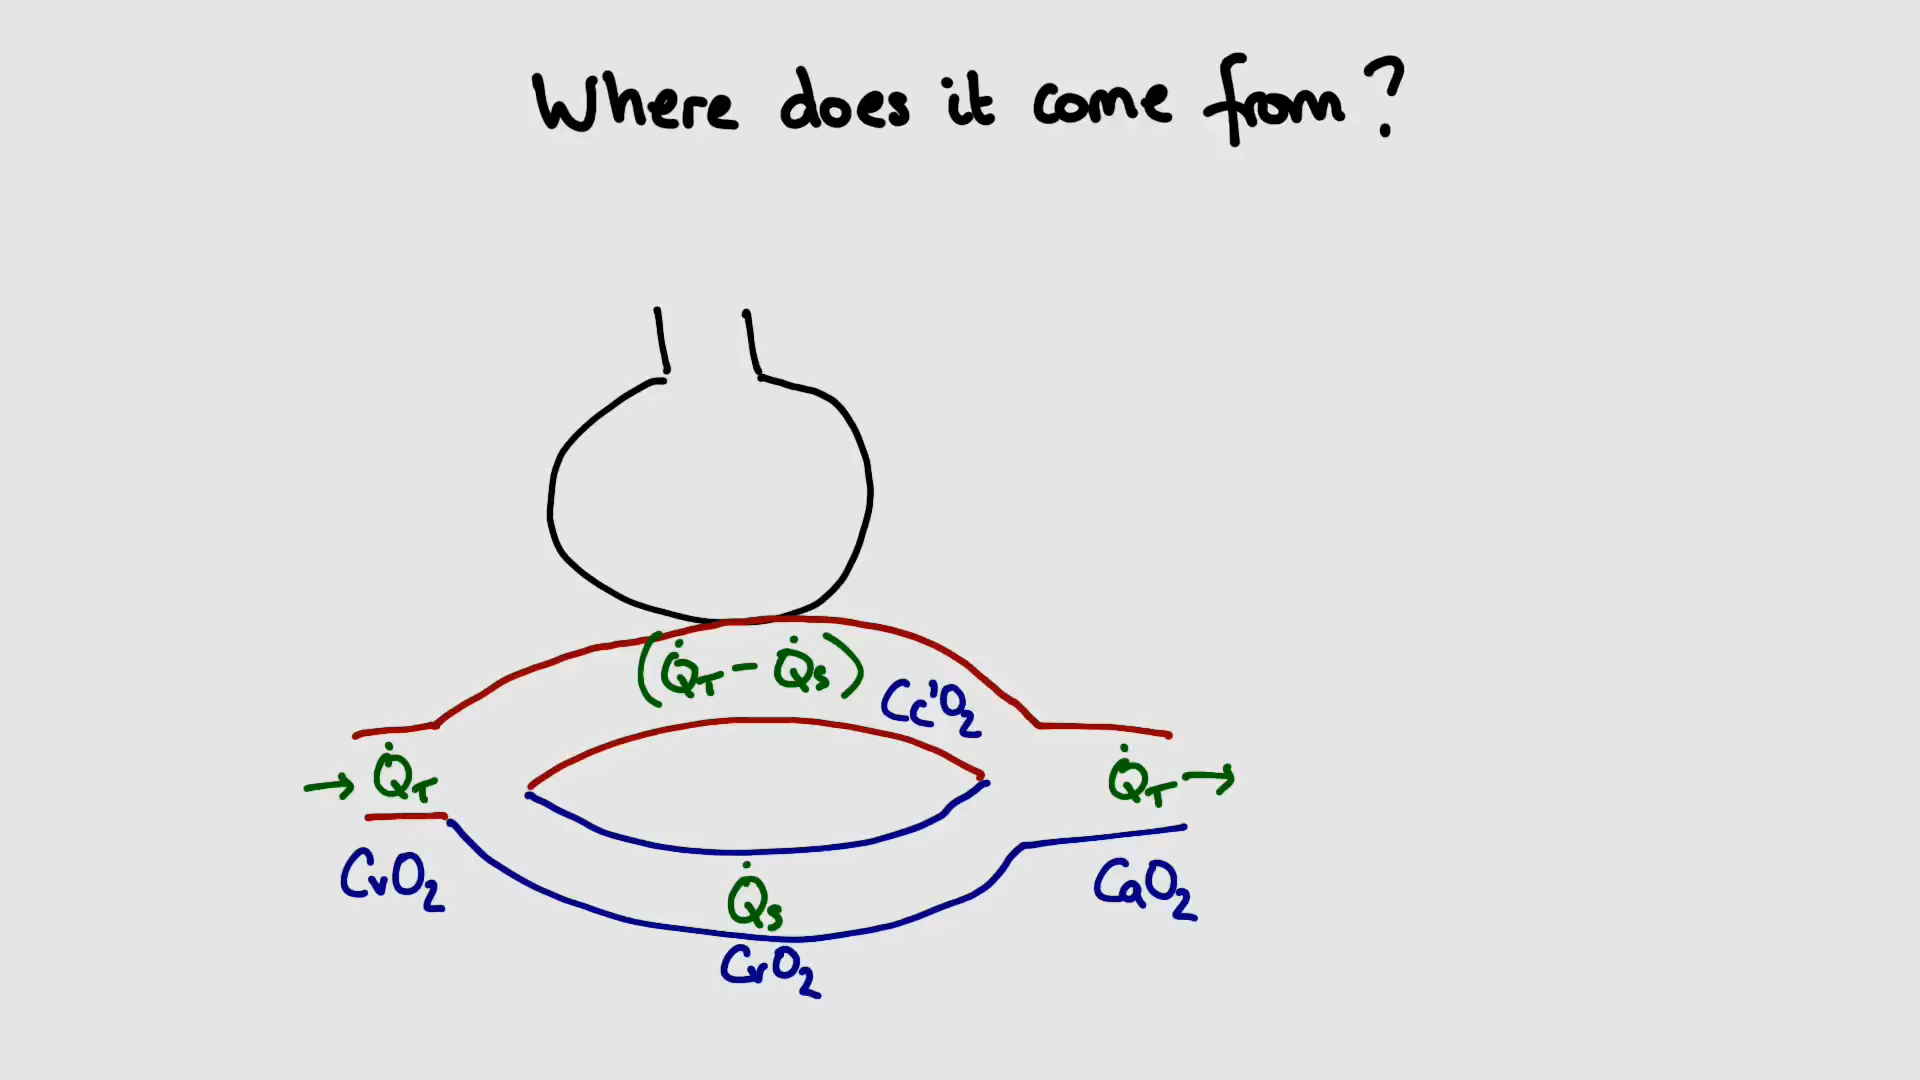 Where does it come from?
(Q̇T - Q̇s)
Cc'O2
→ Q̇T
Q̇T →
CvO2
Q̇s
CaO2
CvO2